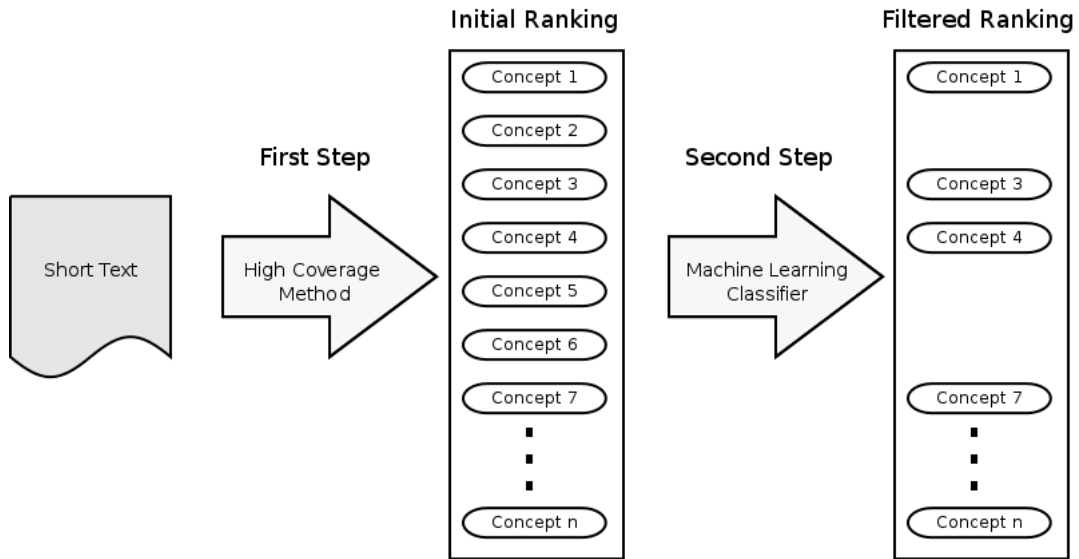 Initial Ranking
Filtered Ranking
First Step
Second Step
Short Text
High Coverage
Method
Concept 1
Concept 2
Concept 3
Concept 4
Concept 5
Concept 6
Concept 7
Concept n
Machine Learning
Classifier
Concept 1
Concept 3
Concept 4
Concept 7
Concept n